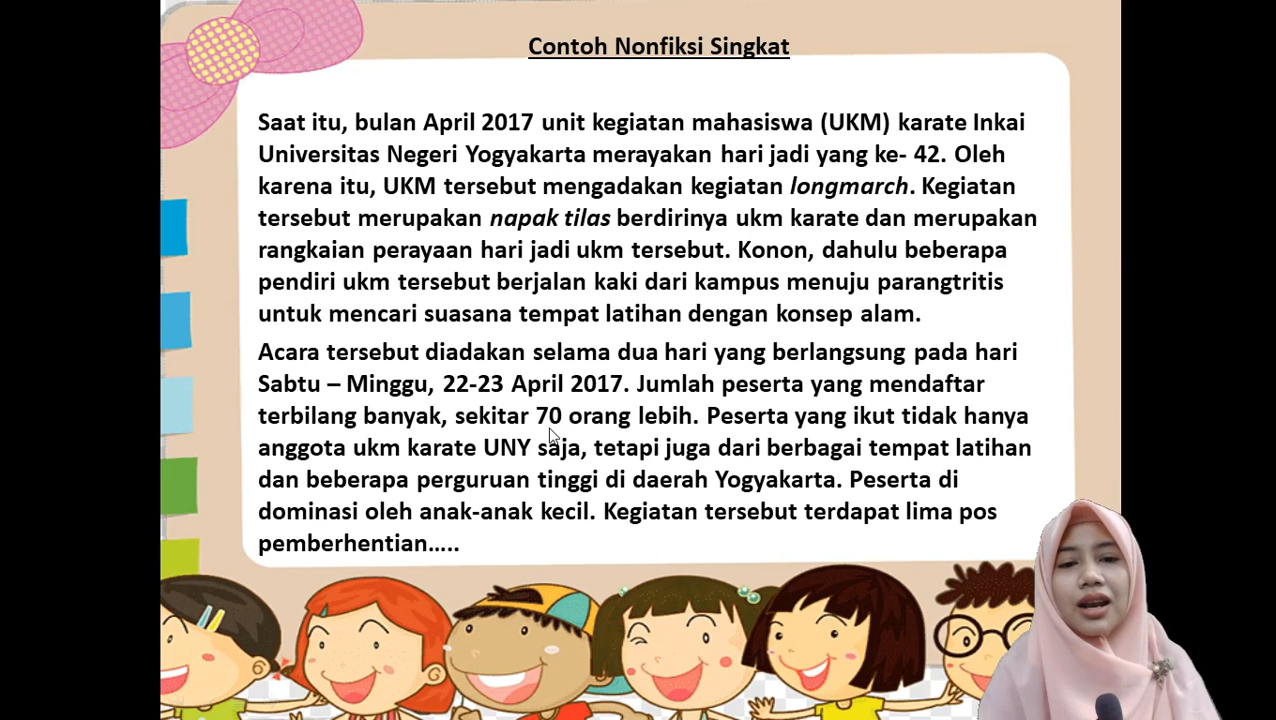 Contoh Nonfiksi Singkat
Saat itu, bulan April 2017 unit kegiatan mahasiswa (UKM) karate Inkai
Universitas Negeri Yogyakarta merayakan hari jadi yang ke- 42. Oleh
karena itu, UKM tersebut mengadakan kegiatan longmarch. Kegiatan
tersebut merupakan napak tilas berdirinya ukm karate dan merupakan
rangkaian perayaan hari jadi ukm tersebut. Konon, dahulu beberapa
pendiri ukm tersebut berjalan kaki dari kampus menuju parangtritis
untuk mencari suasana tempat latihan dengan konsep alam.
Acara tersebut diadakan selama dua hari yang berlangsung pada hari
Sabtu – Minggu, 22-23 April 2017. Jumlah peserta yang mendaftar
terbilang banyak, sekitar 70 orang lebih. Peserta yang ikut tidak hanya
anggota ukm karate UNY saja, tetapi juga dari berbagai tempat latihan
dan beberapa perguruan tinggi di daerah Yogyakarta. Peserta di
dominasi oleh anak-anak kecil. Kegiatan tersebut terdapat lima pos
pemberhentian.....